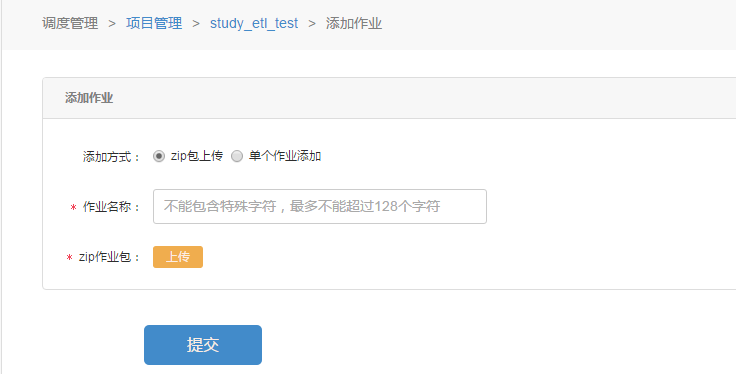 调度管理 > 项目管理 > study_etl_test > 添加作业
添加作业
添加方式： zip包上传 单个作业添加
* 作业名称： 不能包含特殊字符，最多不能超过128个字符
* zip作业包： 上传
提交